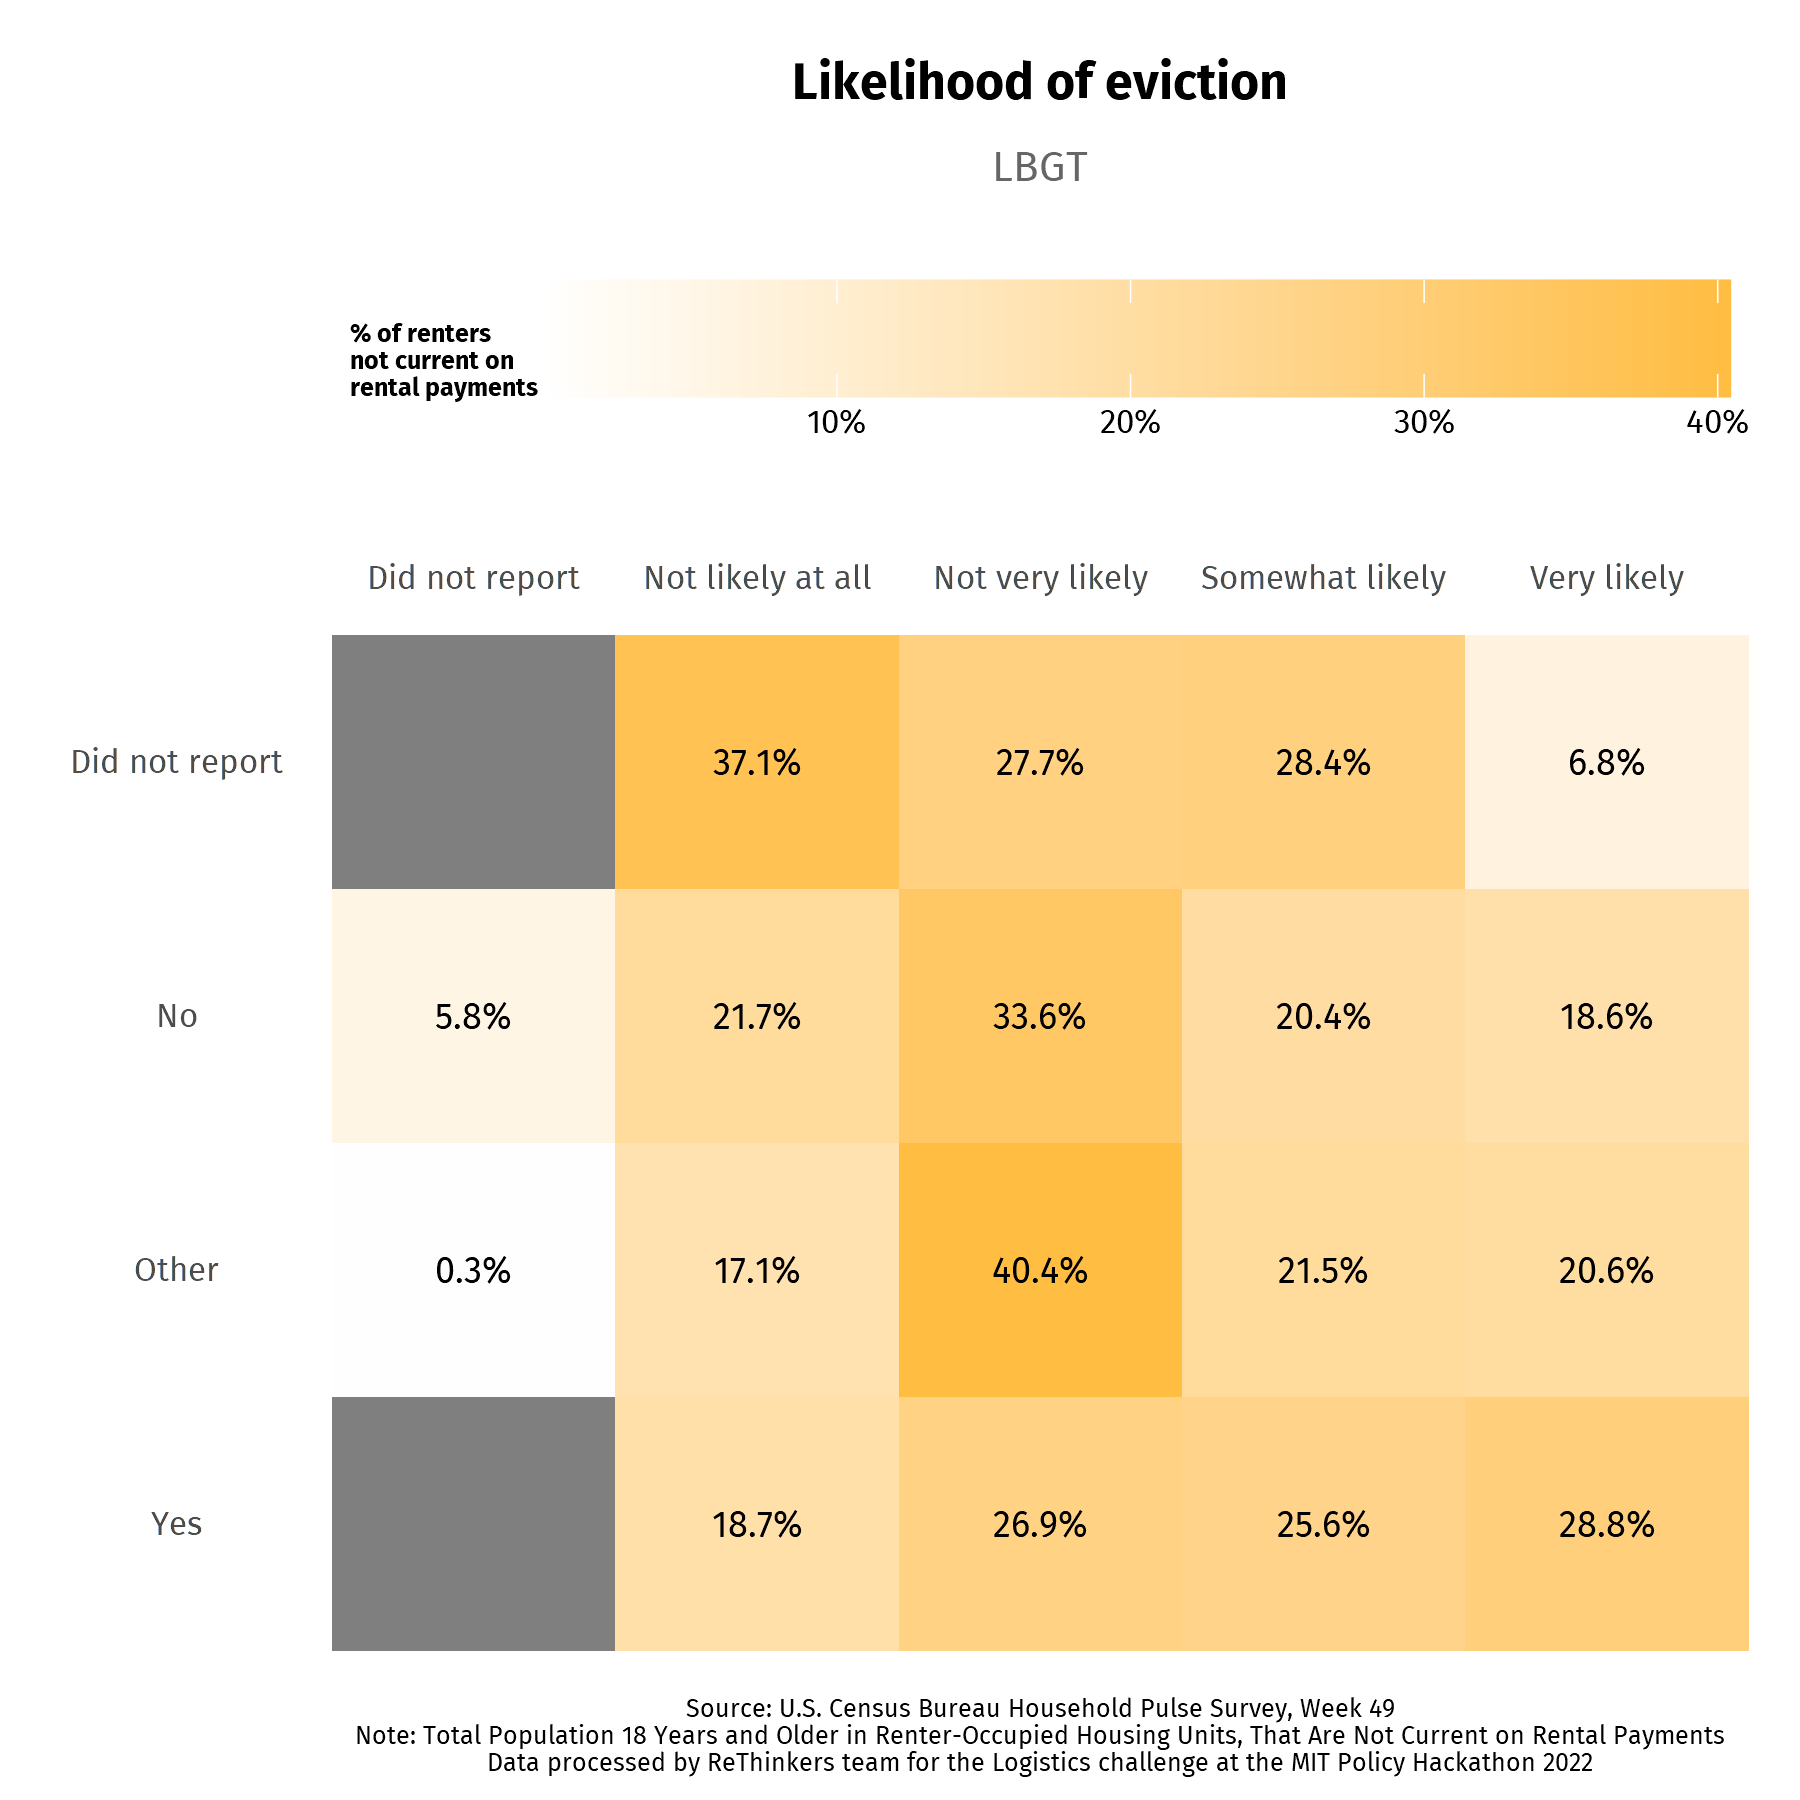 Likelihood of eviction
LBGT
% of renters
not current on
rental payments
10% 20% 30% 40%
Did not report Not likely at all Not very likely Somewhat likely Very likely
Did not report 37.1% 27.7% 28.4% 6.8%
No 5.8% 21.7% 33.6% 20.4% 18.6%
Other 0.3% 17.1% 40.4% 21.5% 20.6%
Yes 18.7% 26.9% 25.6% 28.8%
Source: U.S. Census Bureau Household Pulse Survey, Week 49
Note: Total Population 18 Years and Older in Renter-Occupied Housing Units, That Are Not Current on Rental Payments
Data processed by ReThinkers team for the Logistics challenge at the MIT Policy Hackathon 2022